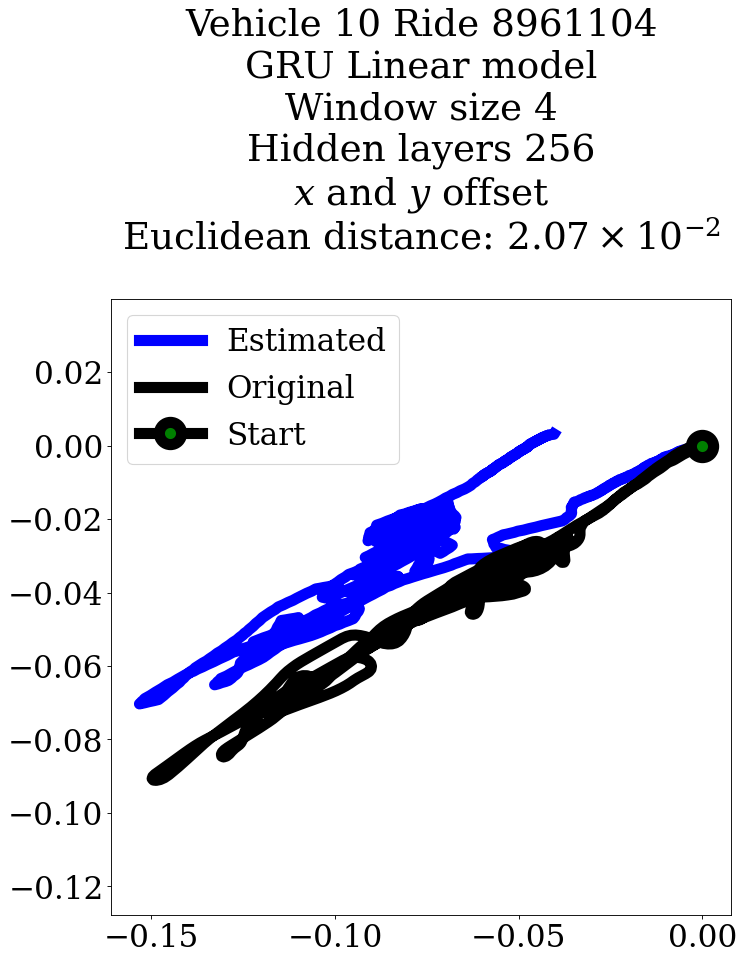 Vehicle 10 Ride 8961104
GRU Linear model
Window size 4
Hidden layers 256
x and y offset
Euclidean distance: 2.07 × 10⁻²
Estimated
Original
Start
0.02
0.00
−0.02
−0.04
−0.06
−0.08
−0.10
−0.12
−0.15
−0.10
−0.05
0.00